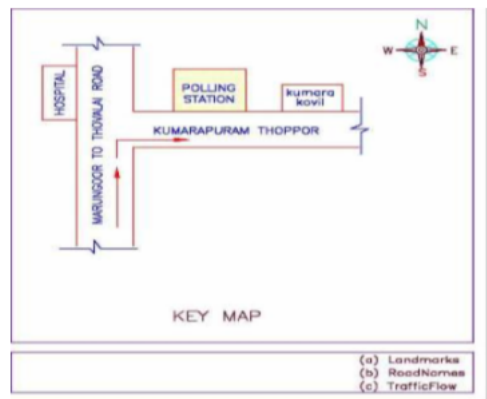 N
W E
S
HOSPITAL
MARUNGOOR TO THOVALAI ROAD
POLLING
STATION
kumara
kovil
KUMARAPURAM THOPPOR
KEY MAP
(a) Landmarks
(b) RoadNames
(c) TrafficFlow